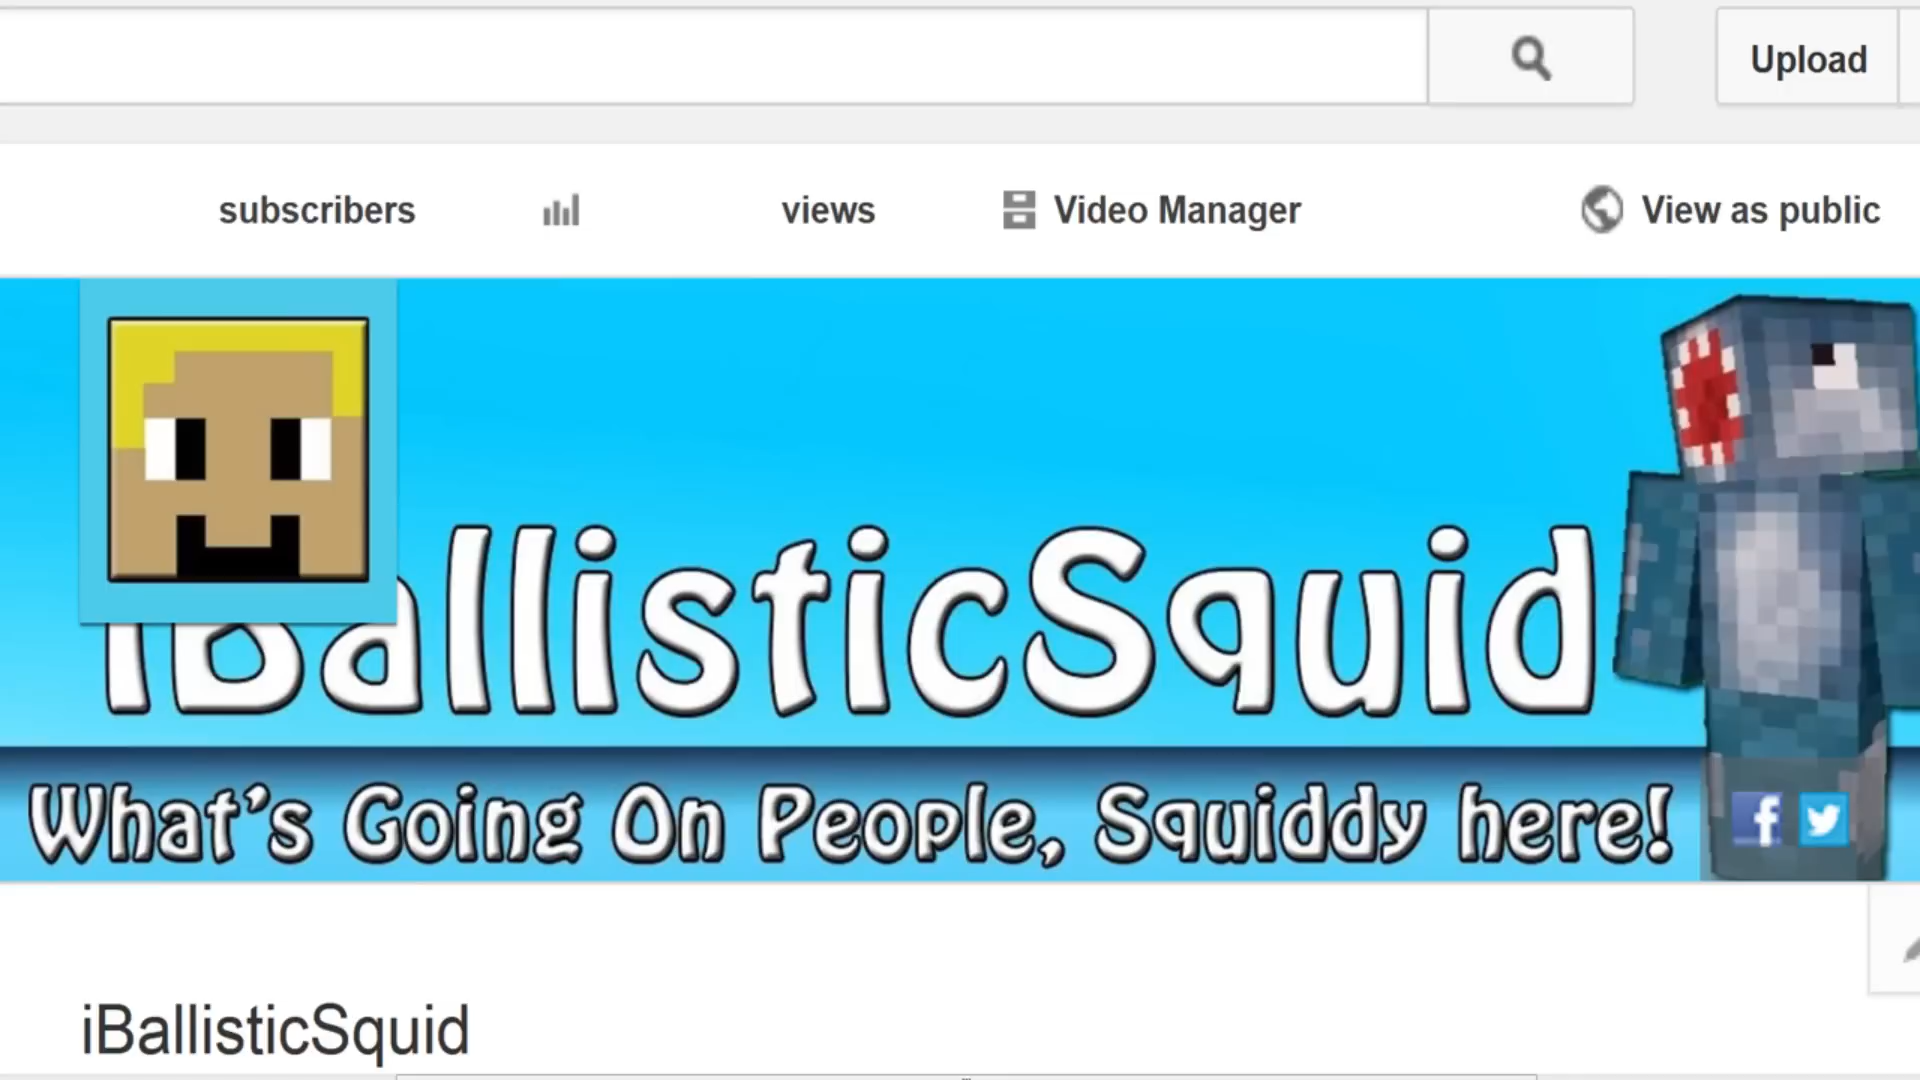 Upload
subscribers views Video Manager View as public
iBallisticSquid
What's Going On People, Squiddy here!
iBallisticSquid